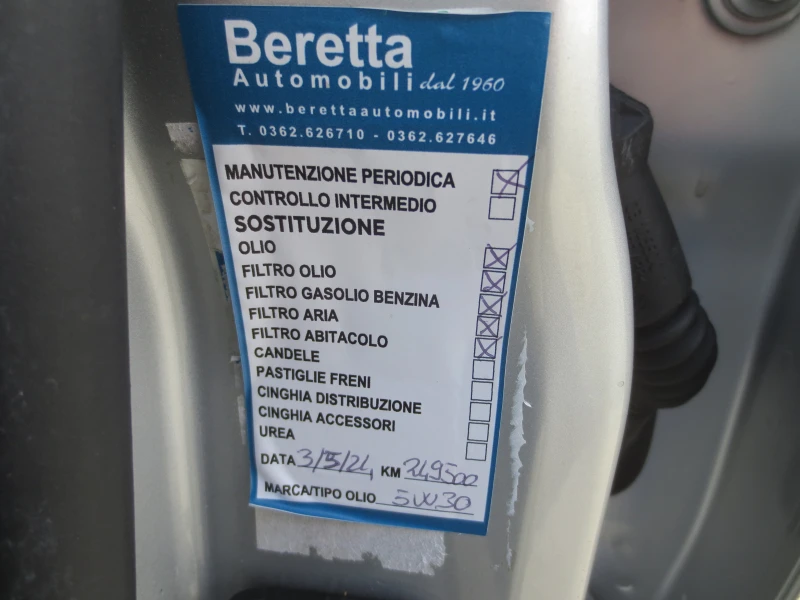 Beretta
Automobili dal 1960
www.berettaautomobili.it
T. 0362.626710 - 0362.627646
MANUTENZIONE PERIODICA
CONTROLLO INTERMEDIO
SOSTITUZIONE
OLIO
FILTRO OLIO
FILTRO GASOLIO BENZINA
FILTRO ARIA
FILTRO ABITACOLO
CANDELE
PASTIGLIE FRENI
CINGHIA DISTRIBUZIONE
CINGHIA ACCESSORI
UREA
DATA 3/5/24 KM 249500
MARCA/TIPO OLIO 5W30